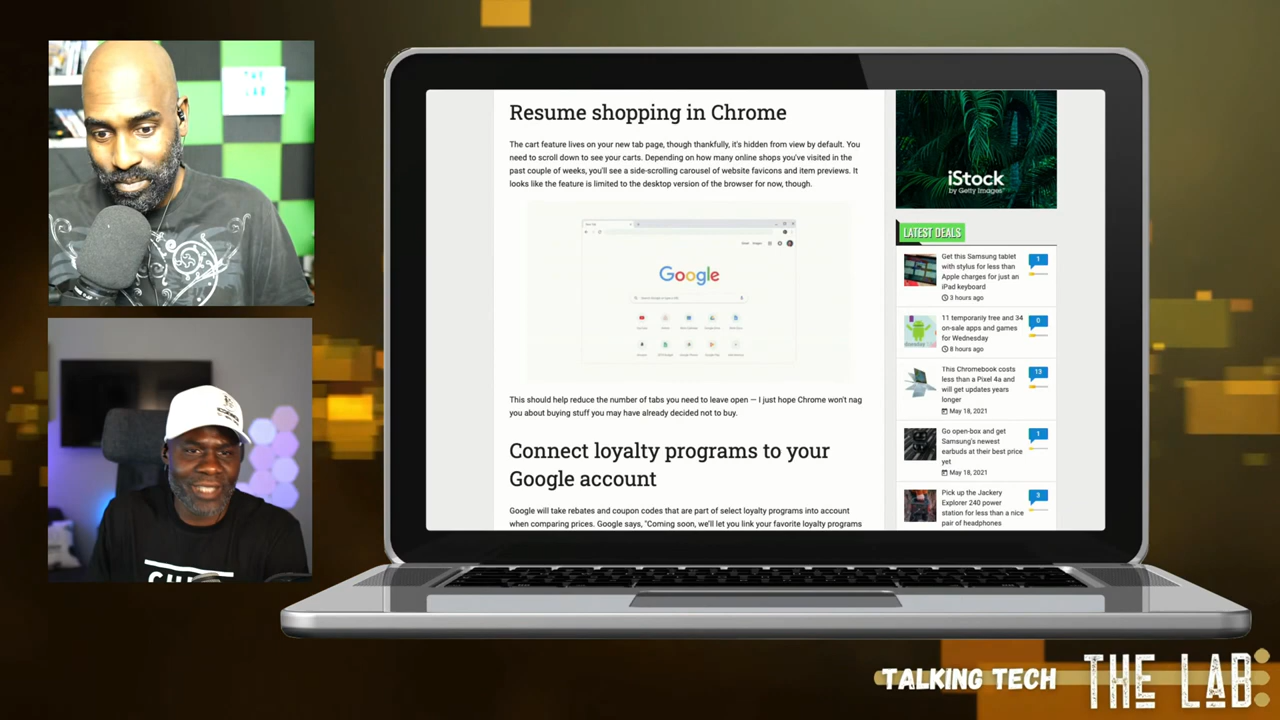 THE
LAB
Resume shopping in Chrome
The cart feature lives on your new tab page, though thankfully, it's hidden from view by default. You
need to scroll down to see your carts. Depending on how many online shops you've visited in the
past couple of weeks, you'll see a side-scrolling carousel of website favicons and item previews. It
looks like the feature is limited to the desktop version of the browser for now, though.
Google
This should help reduce the number of tabs you need to leave open — I just hope Chrome won't nag
you about buying stuff you may have already decided not to buy.
Connect loyalty programs to your
Google account
Google will take rebates and coupon codes that are part of select loyalty programs into account
when comparing prices. Google says, "Coming soon, we'll let you link your favorite loyalty programs
iStock
by Getty Images
LATEST DEALS
Get this Samsung tablet
with stylus for less than
Apple charges for just an
iPad keyboard
3 hours ago
1
11 temporarily free and 34
on-sale apps and games
for Wednesday
8 hours ago
0
This Chromebook costs
less than a Pixel 4a and
will get updates years
longer
May 18, 2021
13
Go open-box and get
Samsung's newest
earbuds at their best price
yet
May 18, 2021
1
Pick up the Jackery
Explorer 240 power
station for less than a nice
pair of headphones
3
TALKING TECH
THE LAB